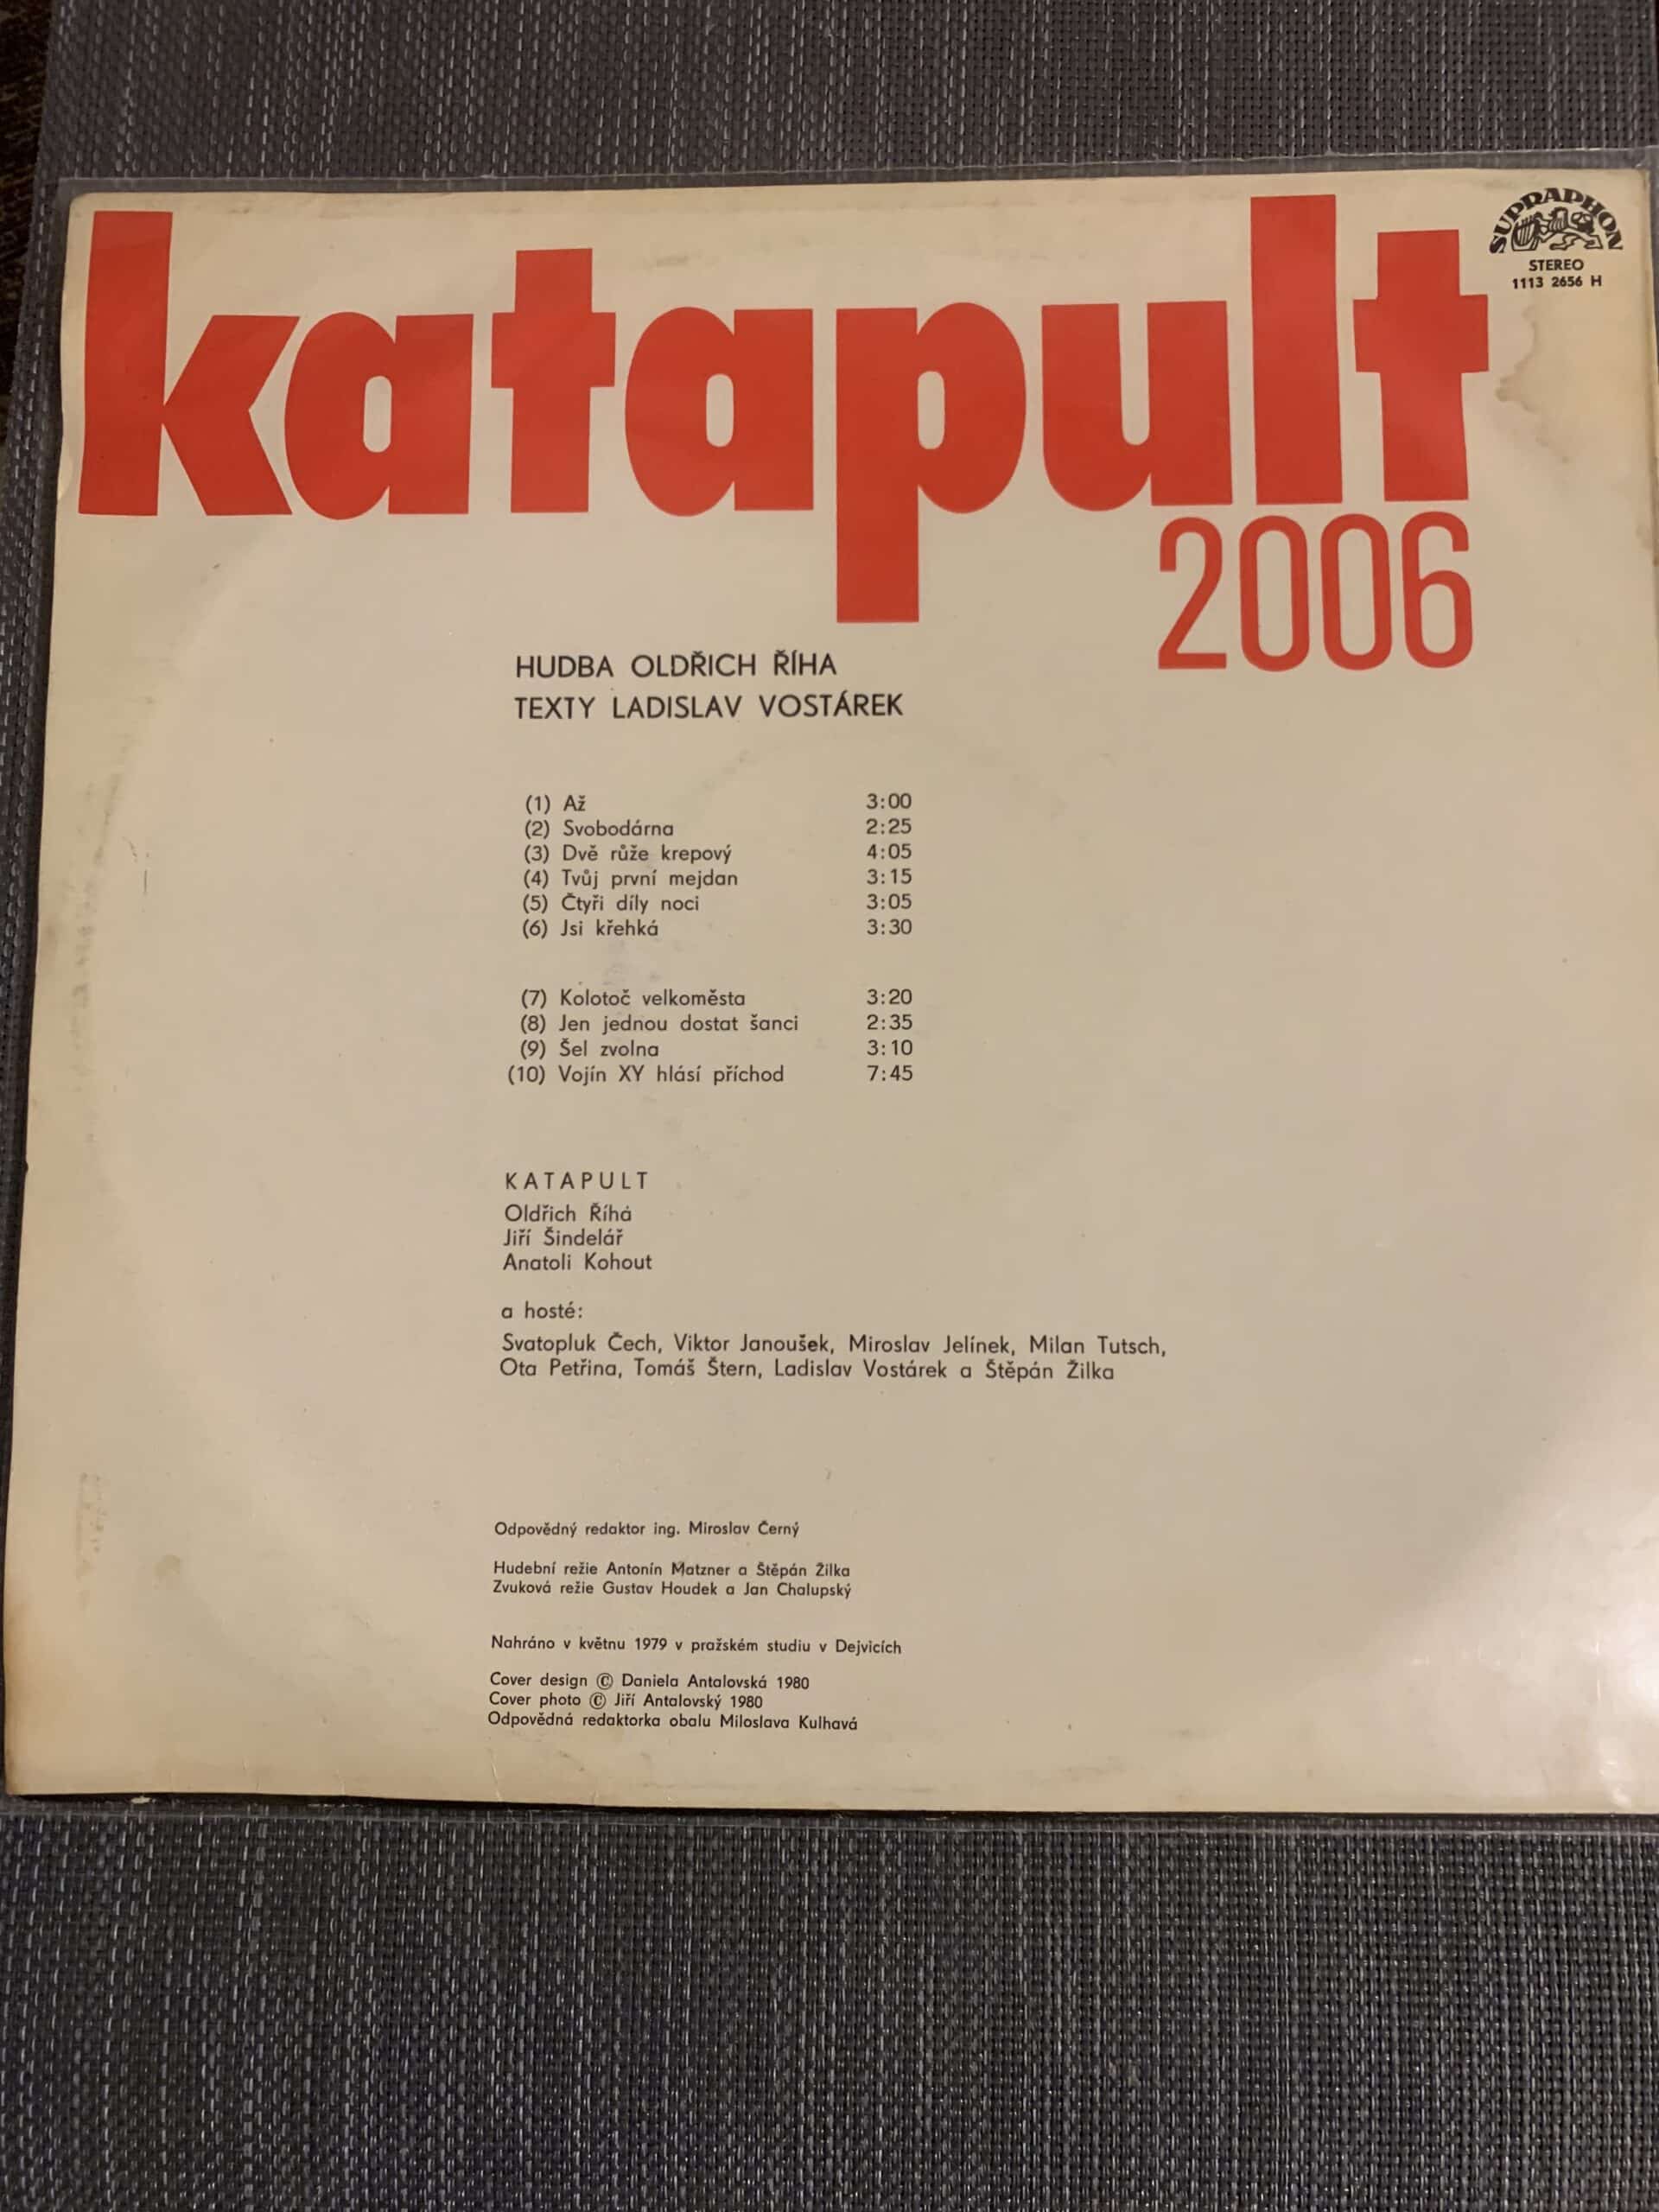 katapult
SUPRAPHON
STEREO
1113 2656 H
2006
HUDBA OLDŘICH ŘÍHA
TEXTY LADISLAV VOSTÁREK
(1) Až 3:00
(2) Svobodárna 2:25
(3) Dvě růže krepový 4:05
(4) Tvůj první mejdan 3:15
(5) Čtyři díly noci 3:05
(6) Jsi křehká 3:30
(7) Kolotoč velkoměsta 3:20
(8) Jen jednou dostat šanci 2:35
(9) Šel zvolna 3:10
(10) Vojín XY hlásí příchod 7:45
KATAPULT
Oldřich Říhá
Jiří Šindelář
Anatoli Kohout
a hosté:
Svatopluk Čech, Viktor Janoušek, Miroslav Jelínek, Milan Tutsch,
Ota Petřina, Tomáš Štern, Ladislav Vostárek a Štěpán Žilka
Odpovědný redaktor ing. Miroslav Černý
Hudební režie Antonín Matzner a Štěpán Žilka
Zvuková režie Gustav Houdek a Jan Chalupský
Nahráno v květnu 1979 v pražském studiu v Dejvicích
Cover design © Daniela Antalovská 1980
Cover photo © Jiří Antalovský 1980
Odpovědná redaktorka obalu Miloslava Kulhavá